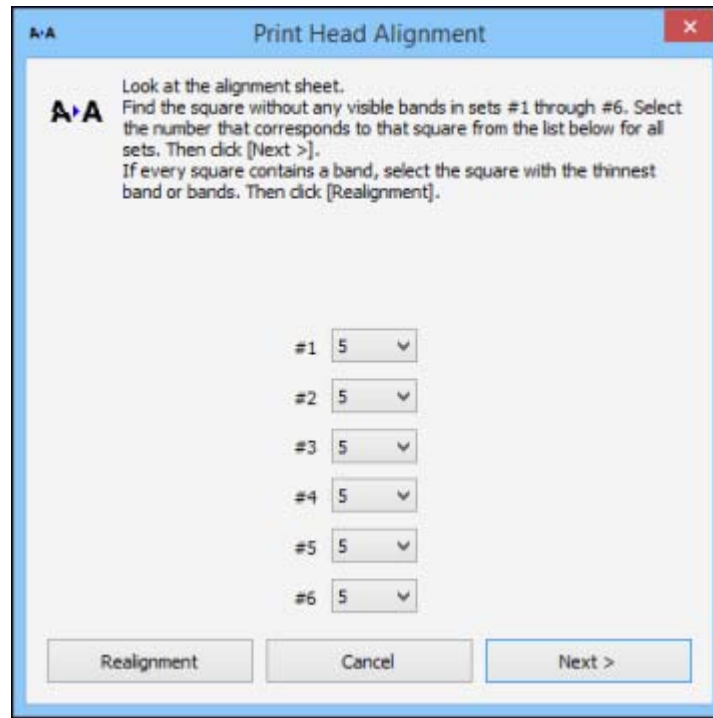 A▸A
Print Head Alignment
Look at the alignment sheet.
A▸A
Find the square without any visible bands in sets #1 through #6. Select
the number that corresponds to that square from the list below for all
sets. Then click [Next >].
If every square contains a band, select the square with the thinnest
band or bands. Then click [Realignment].
#1 5
#2 5
#3 5
#4 5
#5 5
#6 5
Realignment Cancel Next >